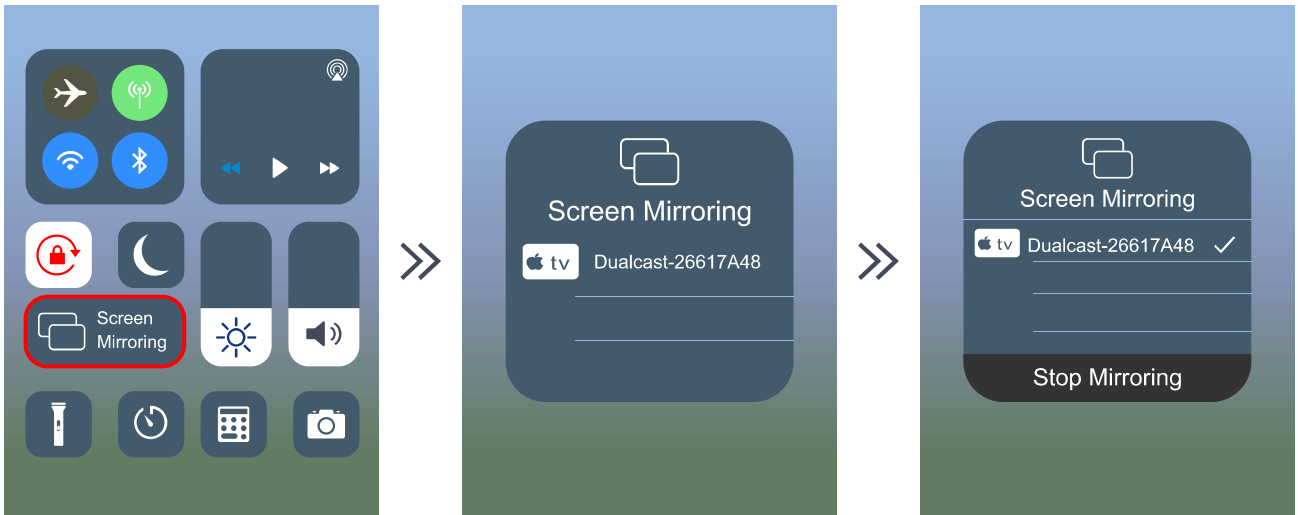 Screen
Mirroring
Screen Mirroring
tv Dualcast-26617A48
Screen Mirroring
tv Dualcast-26617A48
Stop Mirroring